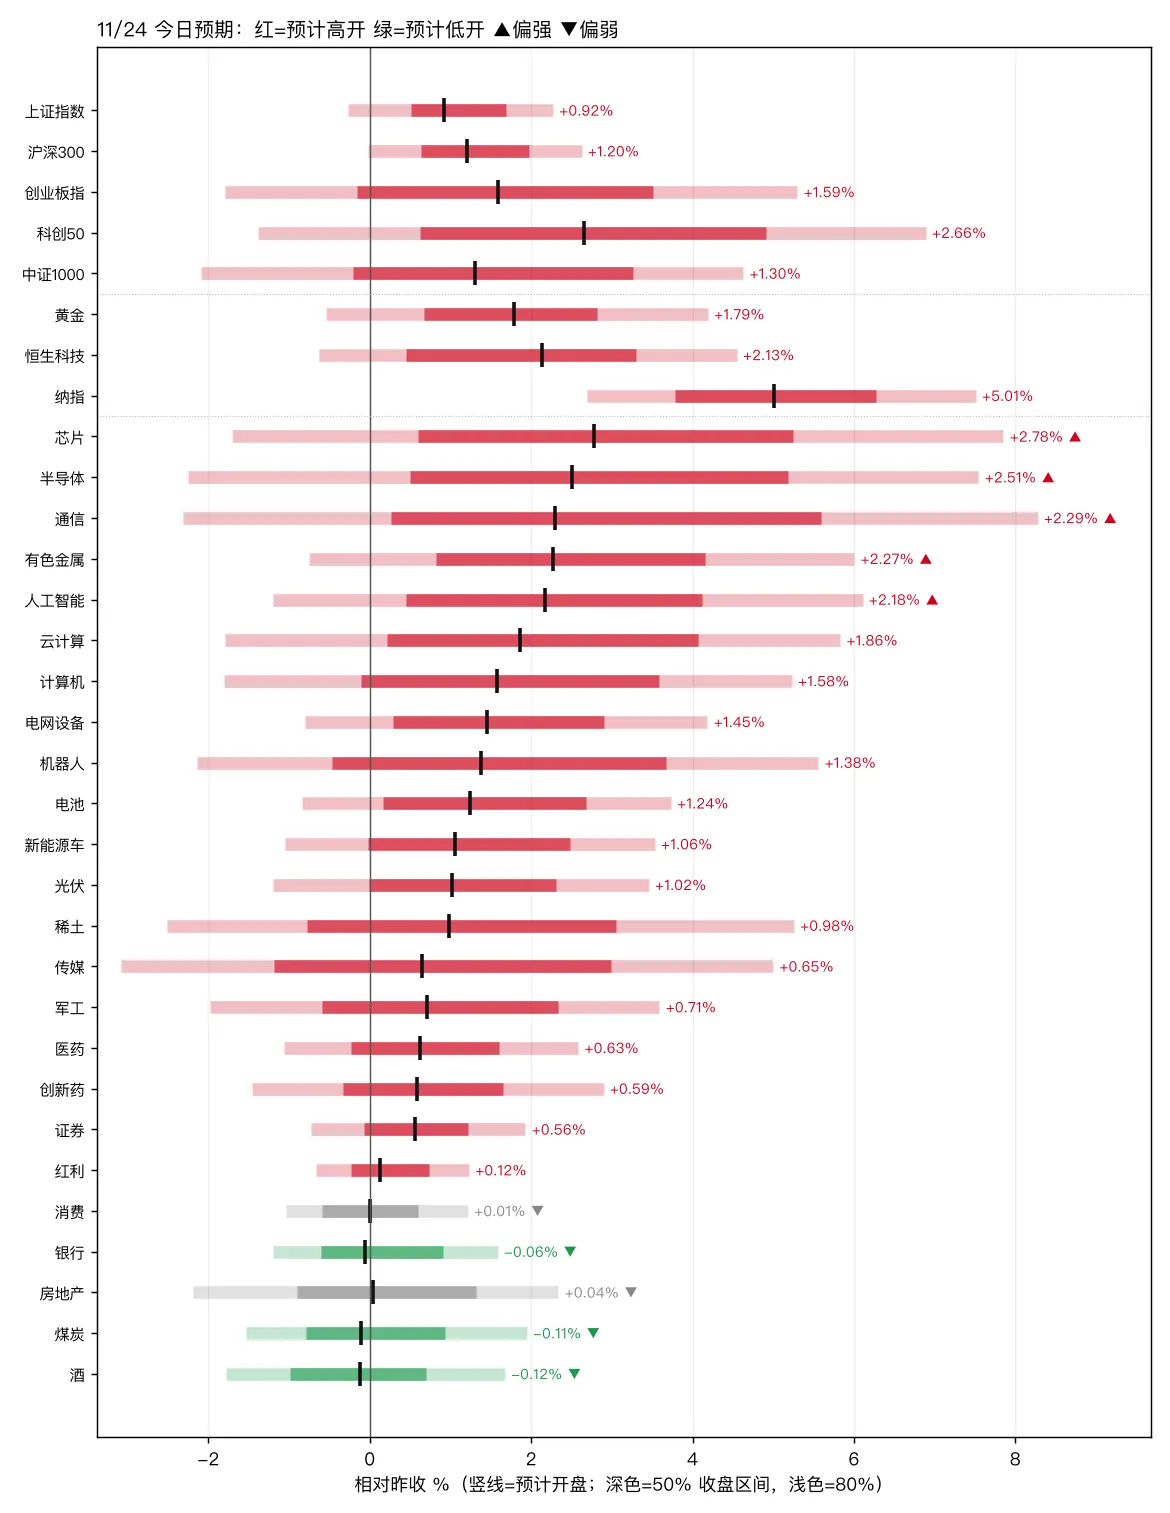 11/24 今日预期：红=预计高开 绿=预计低开 ▲偏强 ▼偏弱
上证指数 +0.92%
沪深300 +1.20%
创业板指 +1.59%
科创50 +2.66%
中证1000 +1.30%
黄金 +1.79%
恒生科技 +2.13%
纳指 +5.01%
芯片 +2.78% ▲
半导体 +2.51% ▲
通信 +2.29% ▲
有色金属 +2.27% ▲
人工智能 +2.18% ▲
云计算 +1.86%
计算机 +1.58%
电网设备 +1.45%
机器人 +1.38%
电池 +1.24%
新能源车 +1.06%
光伏 +1.02%
稀土 +0.98%
传媒 +0.65%
军工 +0.71%
医药 +0.63%
创新药 +0.59%
证券 +0.56%
红利 +0.12%
消费 +0.01% ▼
银行 −0.06% ▼
房地产 +0.04% ▼
煤炭 −0.11% ▼
酒 −0.12% ▼
−2 0 2 4 6 8
相对昨收 %（竖线=预计开盘；深色=50% 收盘区间，浅色=80%）